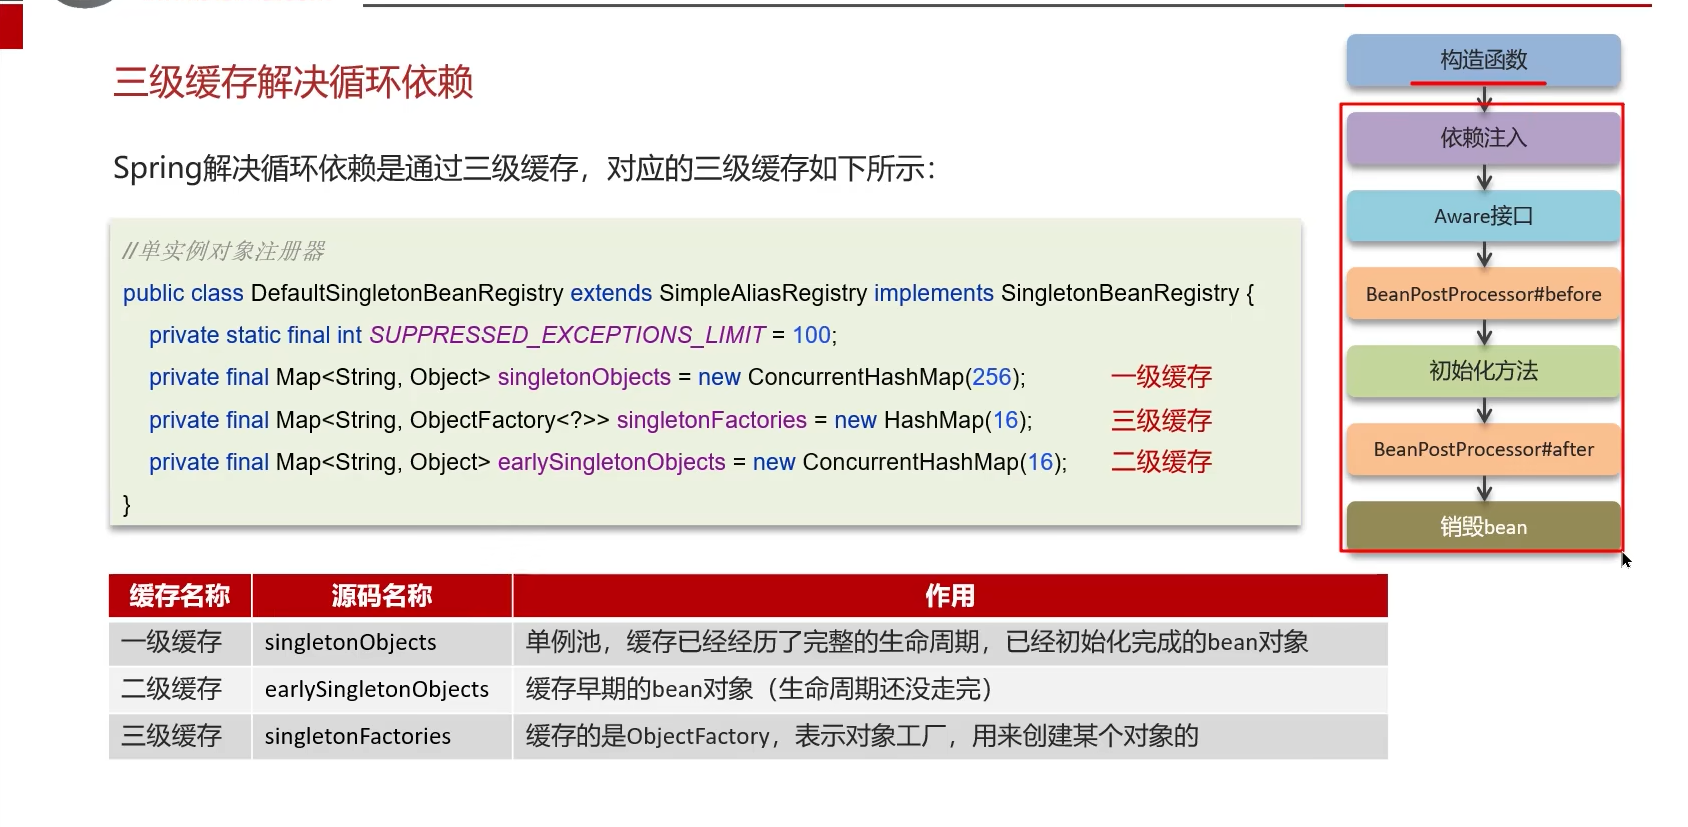 三级缓存解决循环依赖
Spring解决循环依赖是通过三级缓存，对应的三级缓存如下所示：
//单实例对象注册器
public class DefaultSingletonBeanRegistry extends SimpleAliasRegistry implements SingletonBeanRegistry {
private static final int SUPPRESSED_EXCEPTIONS_LIMIT = 100;
private final Map<String, Object> singletonObjects = new ConcurrentHashMap(256); 一级缓存
private final Map<String, ObjectFactory<?>> singletonFactories = new HashMap(16); 三级缓存
private final Map<String, Object> earlySingletonObjects = new ConcurrentHashMap(16); 二级缓存
}
构造函数
依赖注入
Aware接口
BeanPostProcessor#before
初始化方法
BeanPostProcessor#after
销毁bean
缓存名称 源码名称 作用
一级缓存 singletonObjects 单例池，缓存已经经历了完整的生命周期，已经初始化完成的bean对象
二级缓存 earlySingletonObjects 缓存早期的bean对象（生命周期还没走完）
三级缓存 singletonFactories 缓存的是ObjectFactory，表示对象工厂，用来创建某个对象的